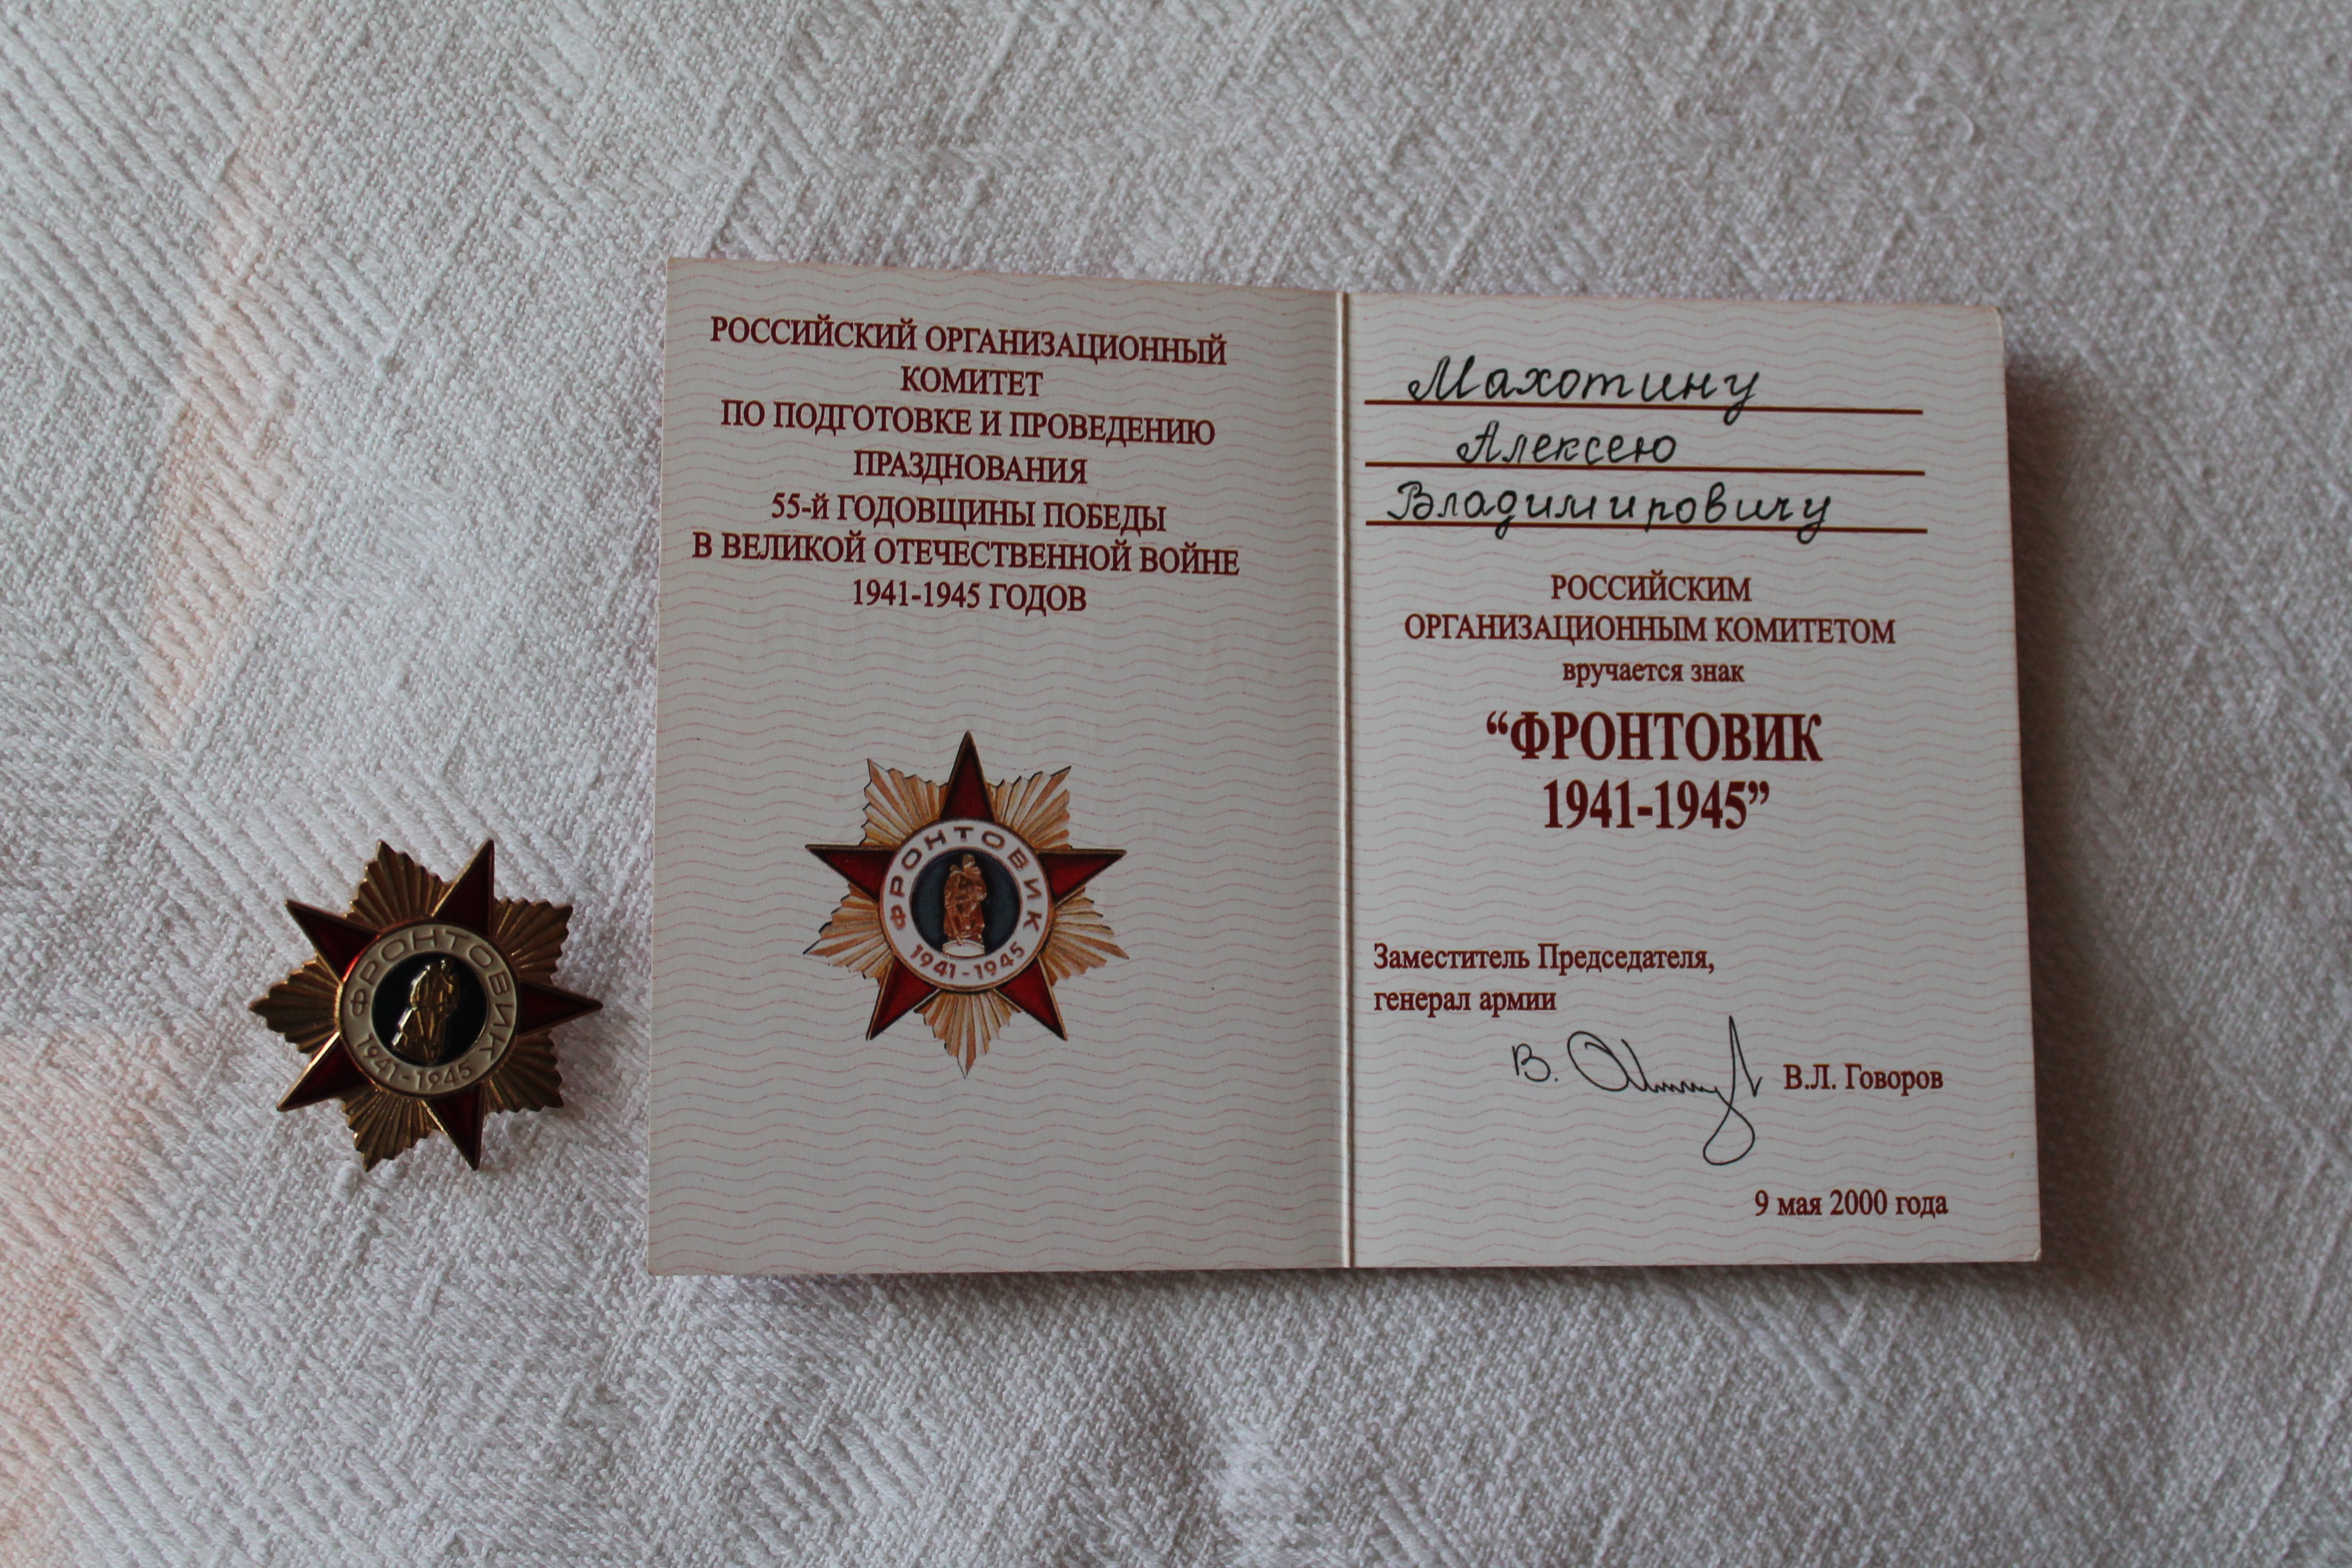 РОССИЙСКИЙ ОРГАНИЗАЦИОННЫЙ
КОМИТЕТ
ПО ПОДГОТОВКЕ И ПРОВЕДЕНИЮ
ПРАЗДНОВАНИЯ
55-й ГОДОВЩИНЫ ПОБЕДЫ
В ВЕЛИКОЙ ОТЕЧЕСТВЕННОЙ ВОЙНЕ
1941-1945 ГОДОВ
ФРОНТОВИК
1941-1945
Махотину
Алексею
Владимировичу
РОССИЙСКИМ
ОРГАНИЗАЦИОННЫМ КОМИТЕТОМ
вручается знак
“ФРОНТОВИК
1941-1945”
Заместитель Председателя,
генерал армии
В.Л. Говоров
9 мая 2000 года
ФРОНТОВИК
1941-1945